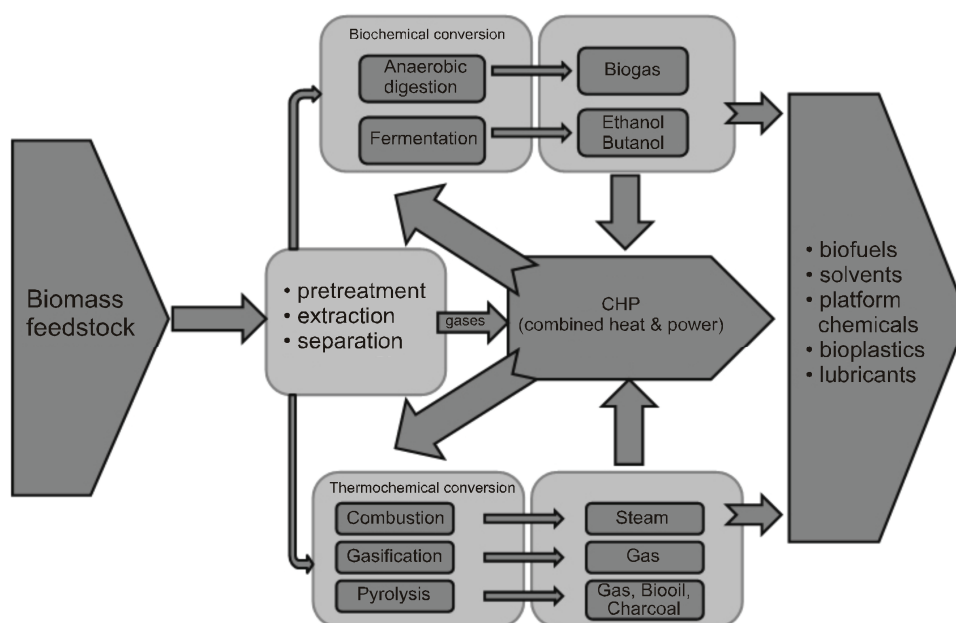 Biochemical conversion
Anaerobic
digestion
Biogas
Fermentation
Ethanol
Butanol
Biomass
feedstock
• pretreatment
• extraction
• separation
gases
CHP
(combined heat & power)
• biofuels
• solvents
• platform
chemicals
• bioplastics
• lubricants
Thermochemical conversion
Combustion
Steam
Gasification
Gas
Pyrolysis
Gas, Biooil,
Charcoal